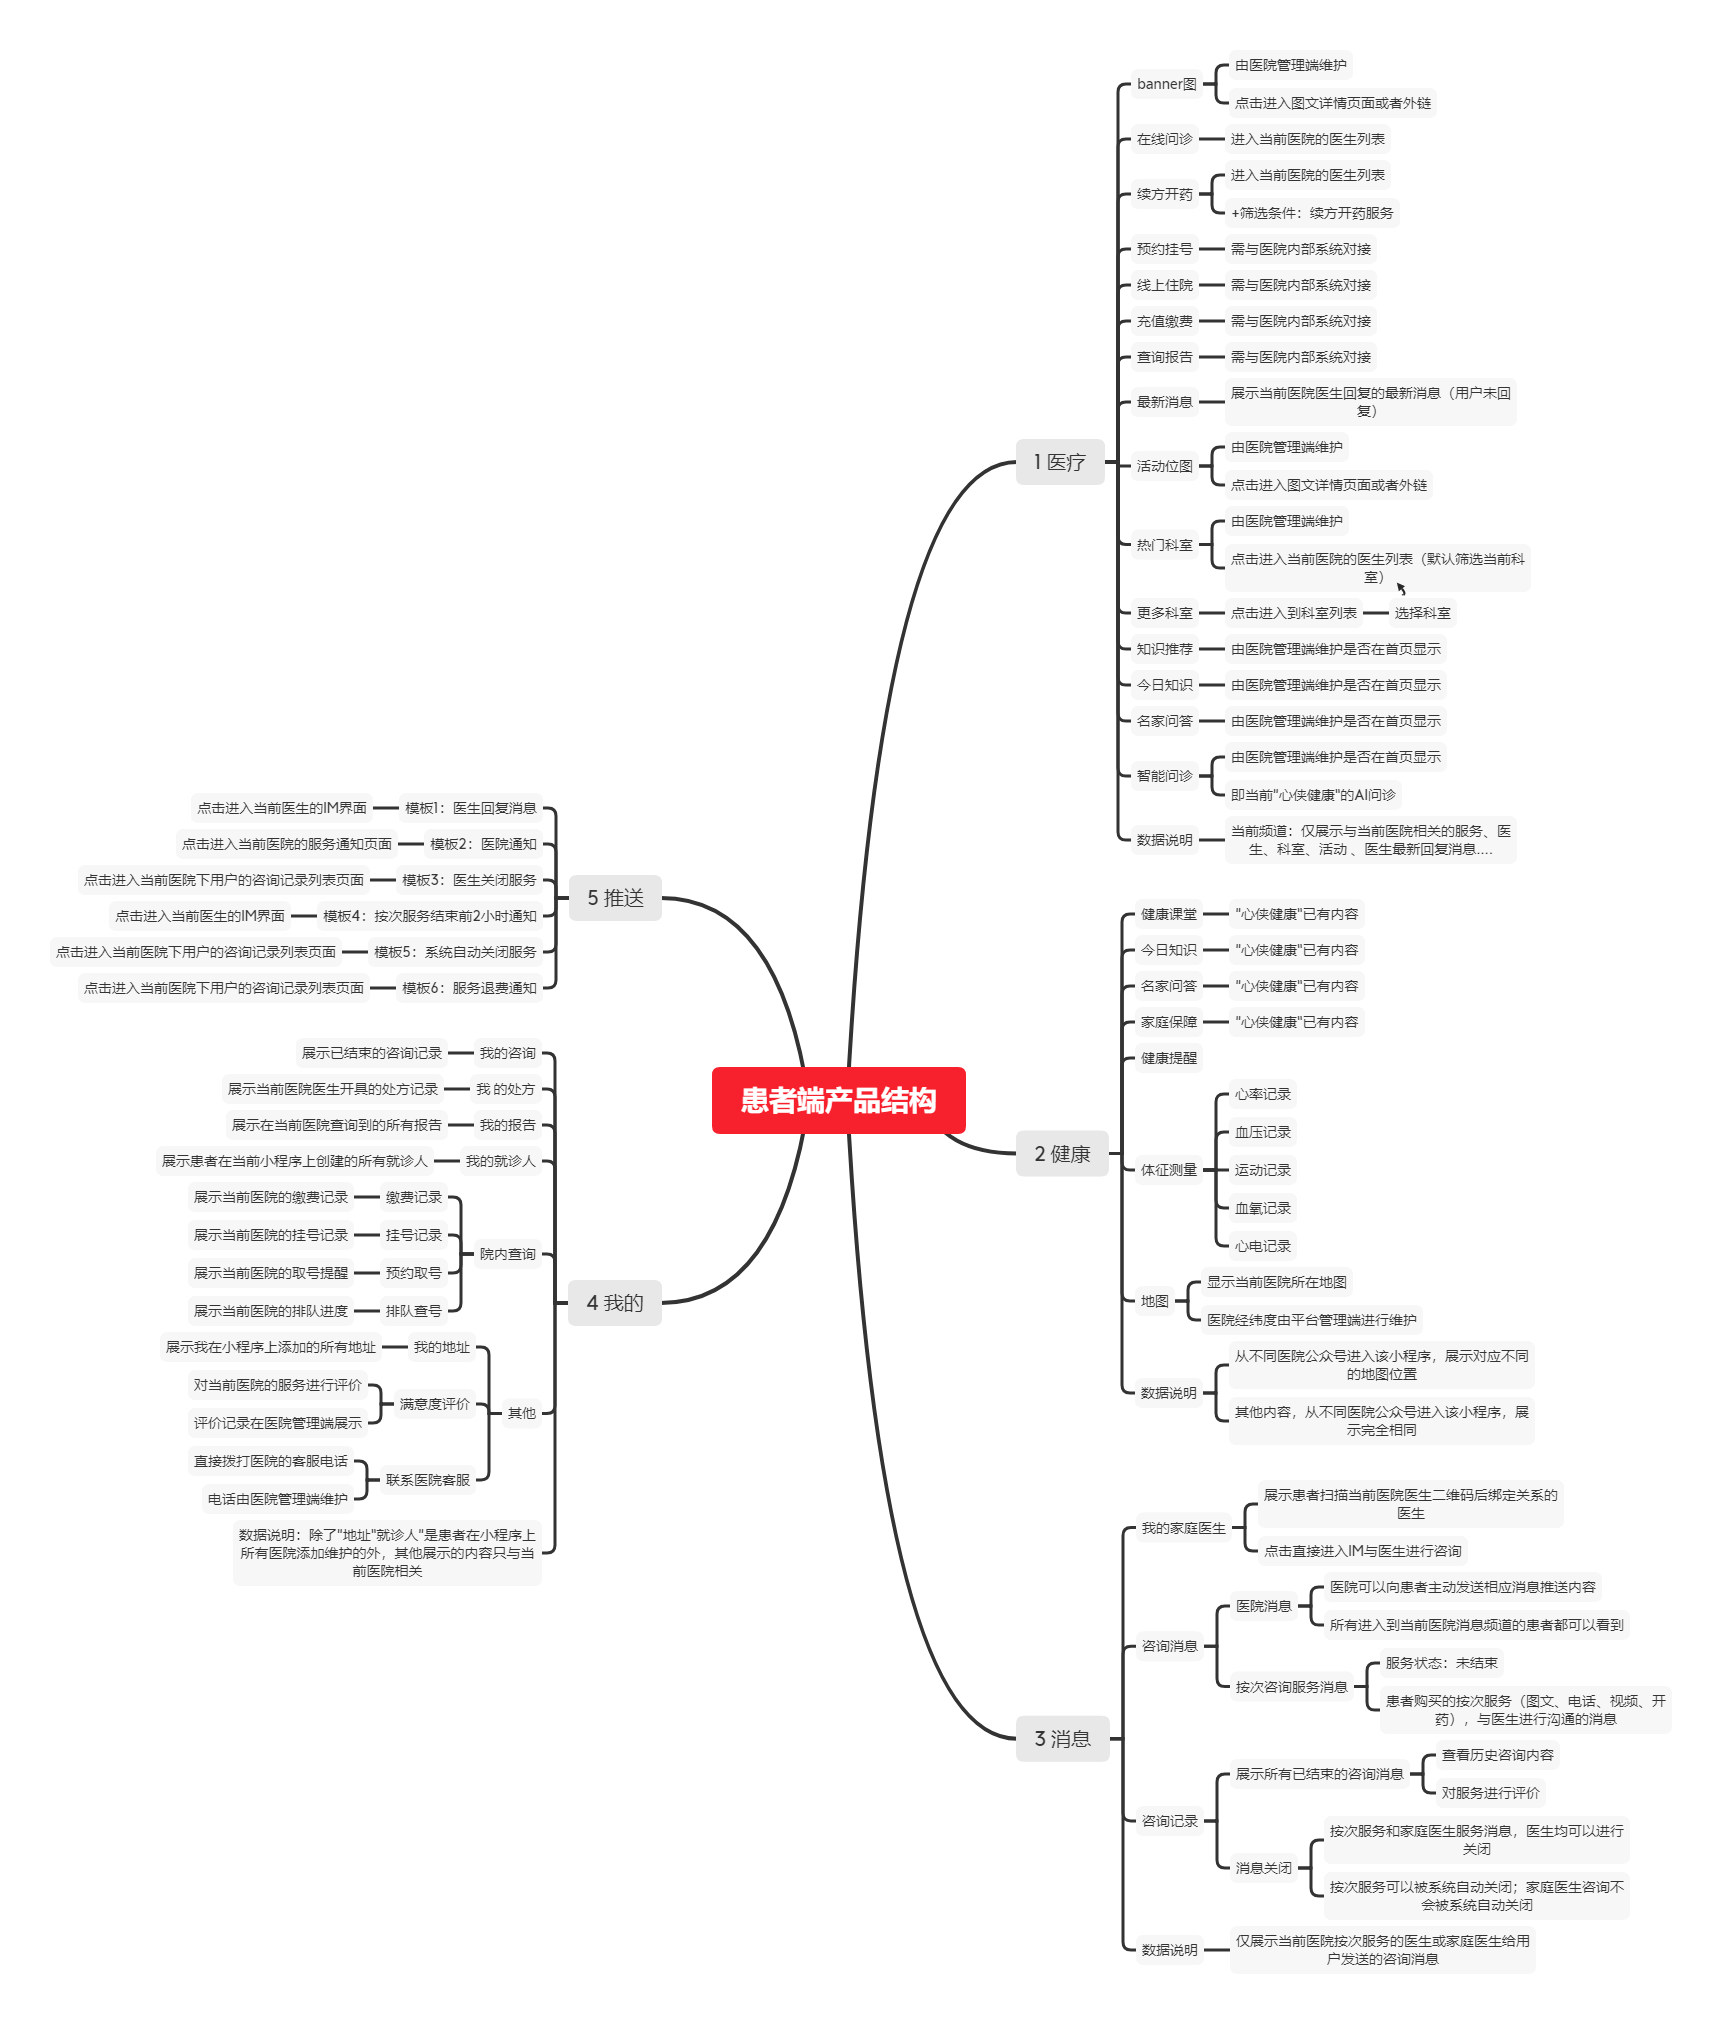 患者端产品结构
1 医疗
banner图
由医院管理端维护
点击进入图文详情页面或者外链
在线问诊
进入当前医院的医生列表
续方开药
进入当前医院的医生列表
+筛选条件：续方开药服务
预约挂号
需与医院内部系统对接
线上住院
需与医院内部系统对接
充值缴费
需与医院内部系统对接
查询报告
需与医院内部系统对接
最新消息
展示当前医院医生回复的最新消息（用户未回
复）
活动位图
由医院管理端维护
点击进入图文详情页面或者外链
热门科室
由医院管理端维护
点击进入当前医院的医生列表（默认筛选当前科
室）
更多科室
点击进入到科室列表
选择科室
知识推荐
由医院管理端维护是否在首页显示
今日知识
由医院管理端维护是否在首页显示
名家问答
由医院管理端维护是否在首页显示
智能问诊
由医院管理端维护是否在首页显示
即当前"心侠健康"的AI问诊
数据说明
当前频道：仅展示与当前医院相关的服务、医
生、科室、活动 、医生最新回复消息....
2 健康
健康课堂
"心侠健康"已有内容
今日知识
"心侠健康"已有内容
名家问答
"心侠健康"已有内容
家庭保障
"心侠健康"已有内容
健康提醒
体征测量
心率记录
血压记录
运动记录
血氧记录
心电记录
地图
显示当前医院所在地图
医院经纬度由平台管理端进行维护
数据说明
从不同医院公众号进入该小程序，展示对应不同
的地图位置
其他内容，从不同医院公众号进入该小程序，展
示完全相同
3 消息
我的家庭医生
展示患者扫描当前医院医生二维码后绑定关系的
医生
点击直接进入IM与医生进行咨询
咨询消息
医院消息
医院可以向患者主动发送相应消息推送内容
所有进入到当前医院消息频道的患者都可以看到
按次咨询服务消息
服务状态：未结束
患者购买的按次服务（图文、电话、视频、开
药），与医生进行沟通的消息
咨询记录
展示所有已结束的咨询消息
查看历史咨询内容
对服务进行评价
消息关闭
按次服务和家庭医生服务消息，医生均可以进行
关闭
按次服务可以被系统自动关闭；家庭医生咨询不
会被系统自动关闭
数据说明
仅展示当前医院按次服务的医生或家庭医生给用
户发送的咨询消息
4 我的
我的咨询
展示已结束的咨询记录
我 的处方
展示当前医院医生开具的处方记录
我的报告
展示在当前医院查询到的所有报告
我的就诊人
展示患者在当前小程序上创建的所有就诊人
院内查询
缴费记录
展示当前医院的缴费记录
挂号记录
展示当前医院的挂号记录
预约取号
展示当前医院的取号提醒
排队查号
展示当前医院的排队进度
其他
我的地址
展示我在小程序上添加的所有地址
满意度评价
对当前医院的服务进行评价
评价记录在医院管理端展示
联系医院客服
直接拨打医院的客服电话
电话由医院管理端维护
数据说明：除了"地址"就诊人"是患者在小程序上
所有医院添加维护的外，其他展示的内容只与当
前医院相关
5 推送
模板1：医生回复消息
点击进入当前医生的IM界面
模板2：医院通知
点击进入当前医院的服务通知页面
模板3：医生关闭服务
点击进入当前医院下用户的咨询记录列表页面
模板4：按次服务结束前2小时通知
点击进入当前医生的IM界面
模板5：系统自动关闭服务
点击进入当前医院下用户的咨询记录列表页面
模板6：服务退费通知
点击进入当前医院下用户的咨询记录列表页面